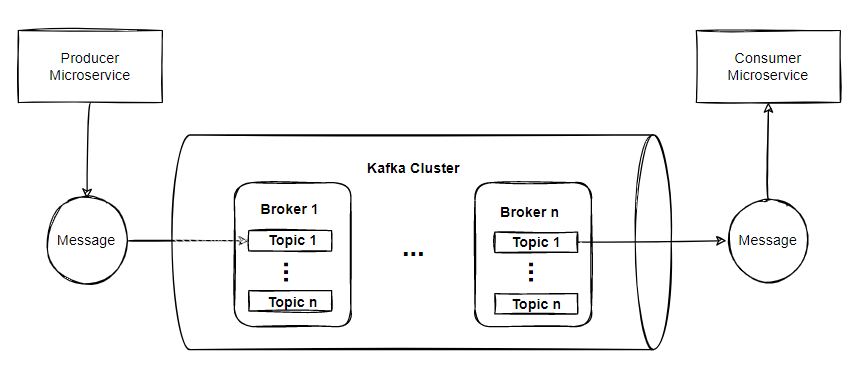 Producer
Microservice
Consumer
Microservice
Kafka Cluster
Broker 1
Broker n
Message
Topic 1
...
Topic 1
Message
Topic n
Topic n